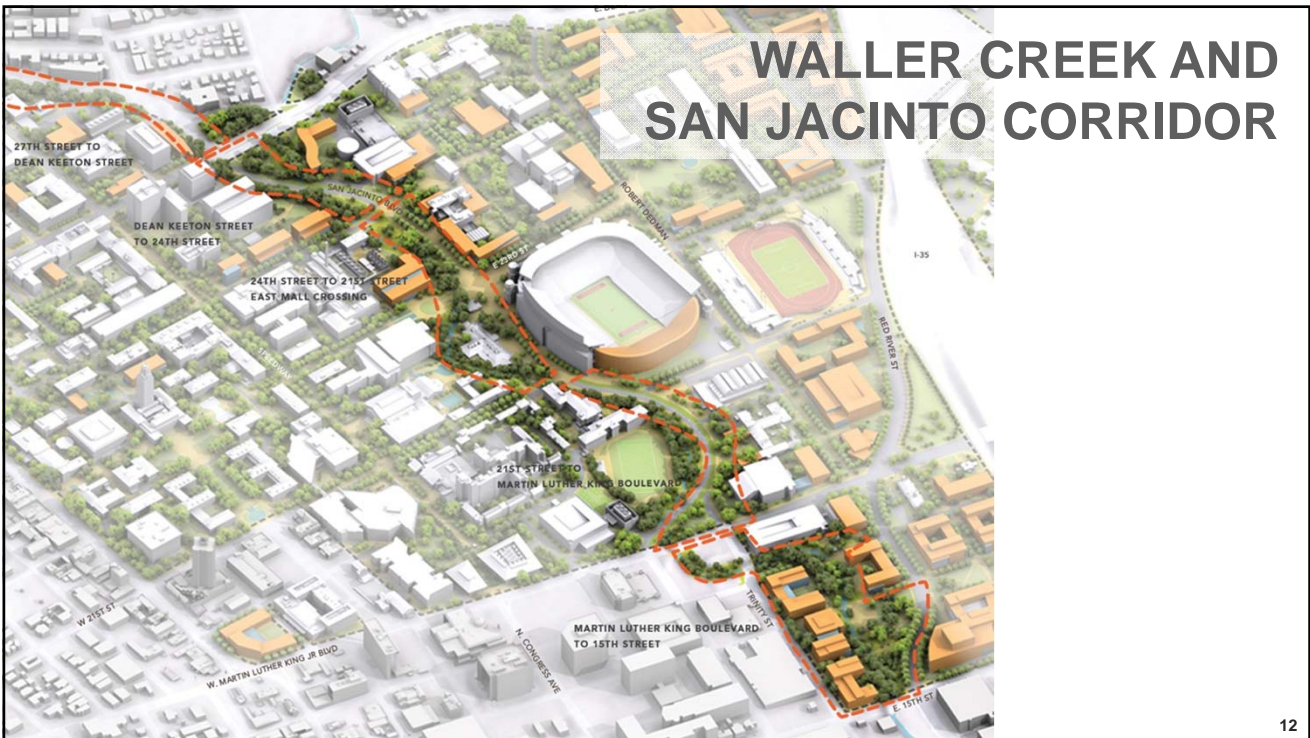 WALLER CREEK AND
SAN JACINTO CORRIDOR
27TH STREET TO
DEAN KEETON STREET
SAN JACINTO BLVD
ROBERT DEDMAN
DEAN KEETON STREET
TO 24TH STREET
E 23RD ST
I-35
24TH STREET TO 21ST STREET
EAST MALL CROSSING
RED RIVER ST
SPEEDWAY
21ST STREET TO
MARTIN LUTHER KING BOULEVARD
W 21ST ST
TRINITY ST
MARTIN LUTHER KING BOULEVARD
TO 15TH STREET
N. CONGRESS AVE
W. MARTIN LUTHER KING JR BLVD
E. 15TH ST
12